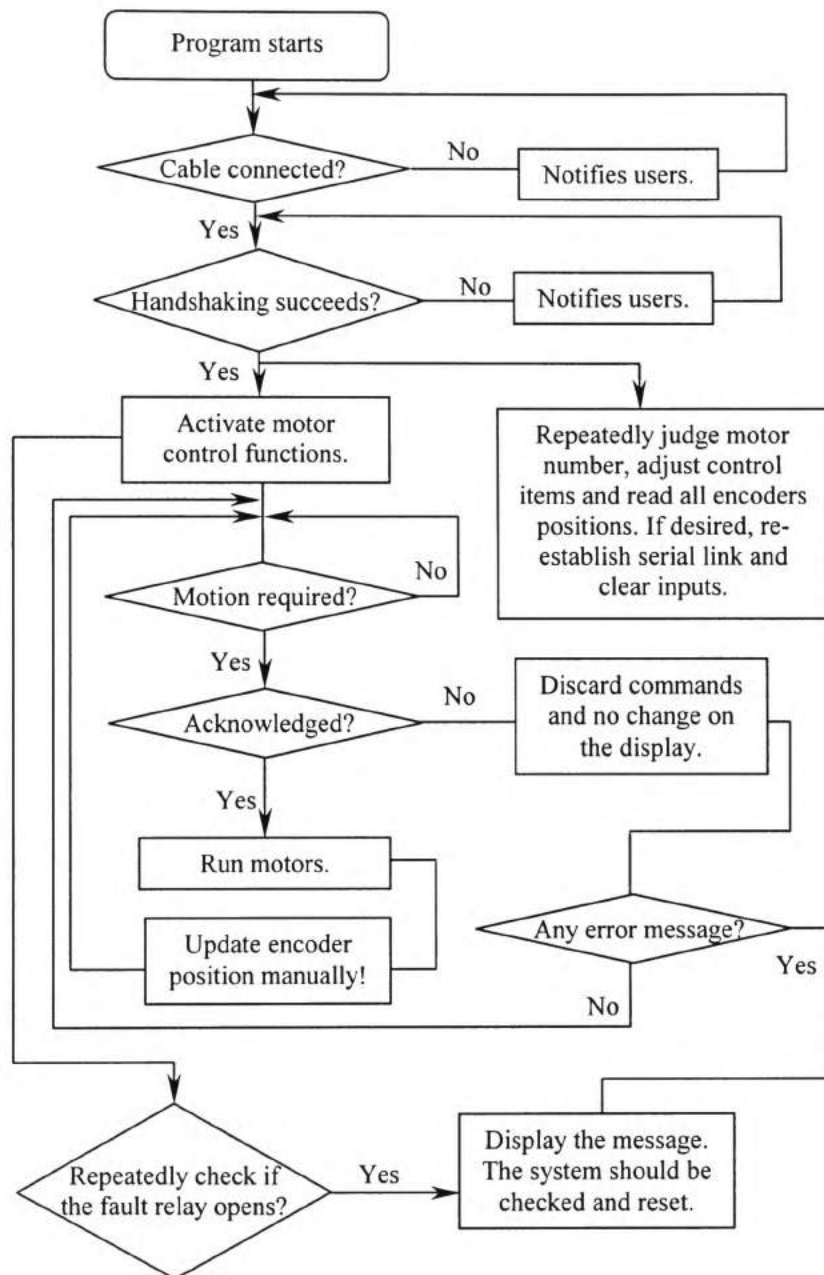 Program starts
Cable connected?
No
Notifies users.
Yes
Handshaking succeeds?
No
Notifies users.
Yes
Activate motor
control functions.
Repeatedly judge motor
number, adjust control
items and read all encoders
positions. If desired, re-
establish serial link and
clear inputs.
Motion required?
No
Yes
Acknowledged?
No
Discard commands
and no change on
the display.
Yes
Run motors.
Update encoder
position manually!
Any error message?
Yes
No
Repeatedly check if
the fault relay opens?
Yes
Display the message.
The system should be
checked and reset.